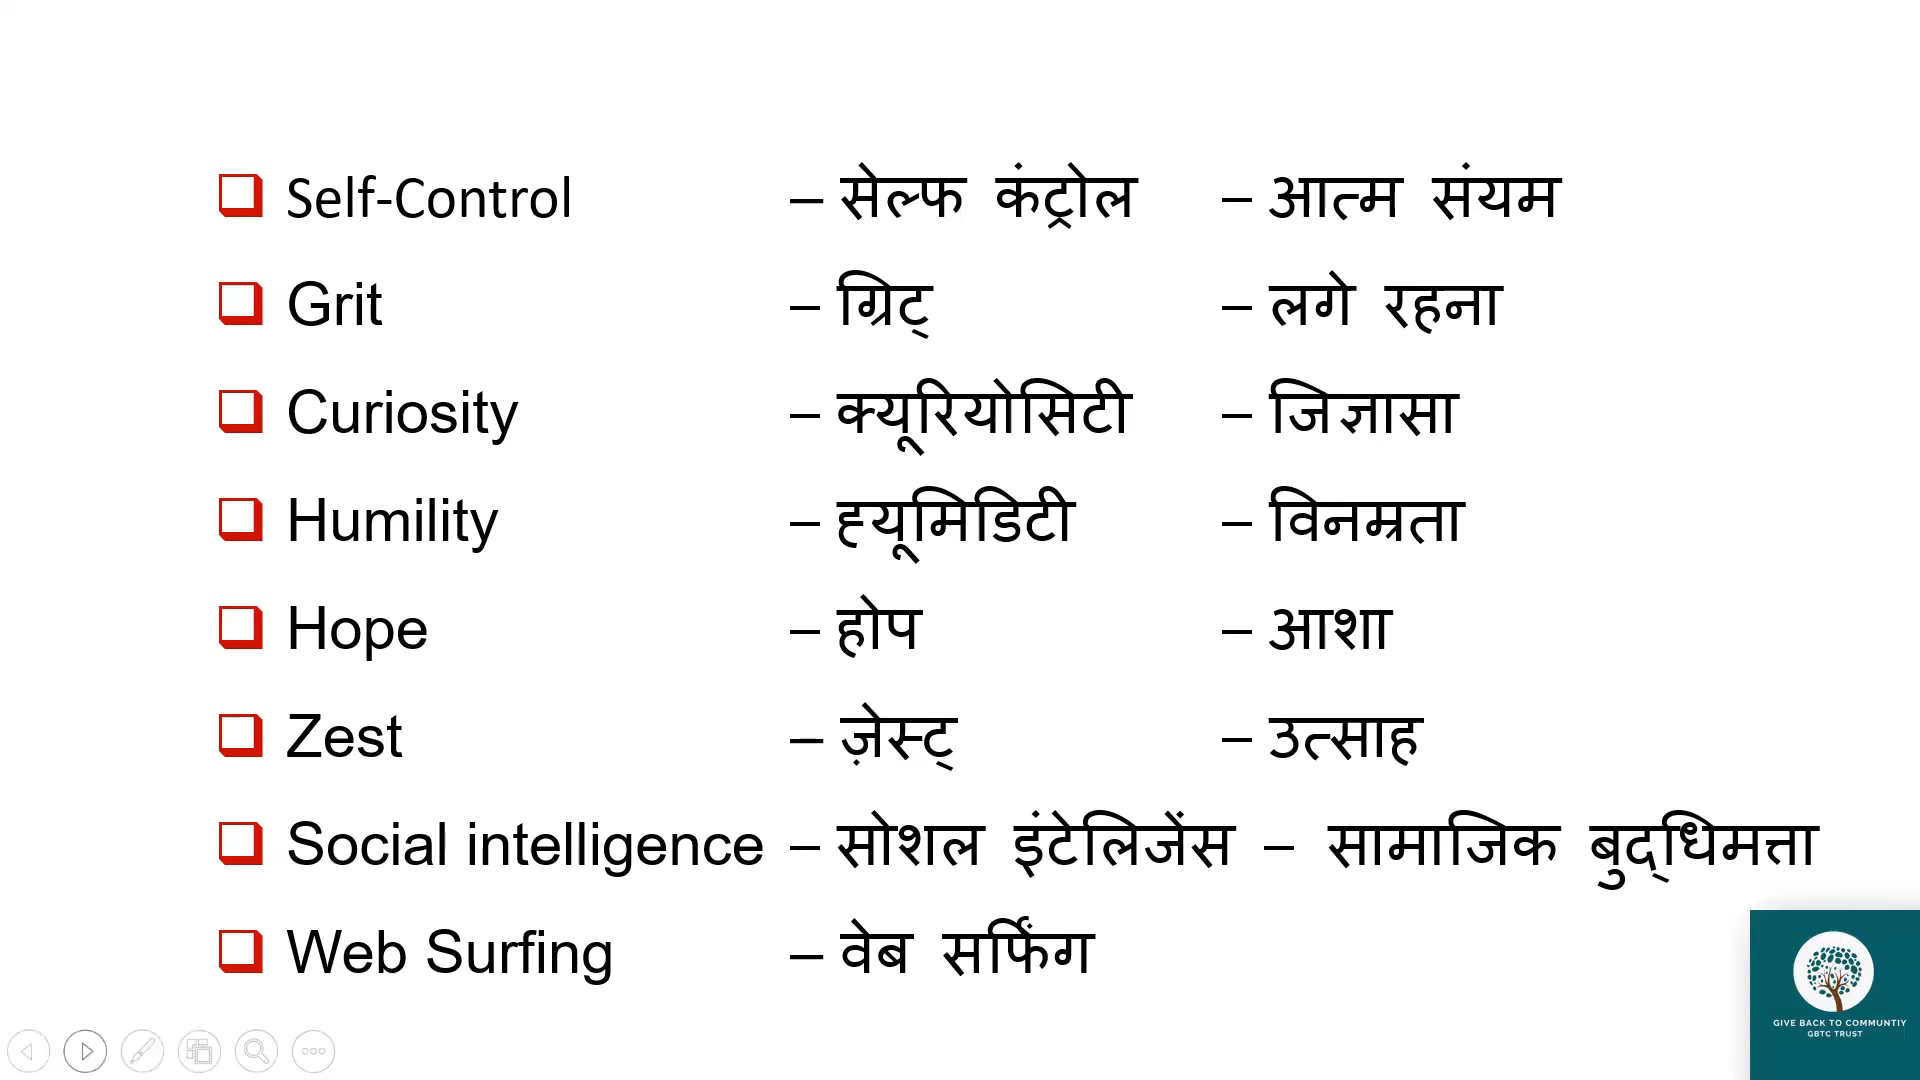 Self-Control – सेल्फ कंट्रोल – आत्म संयम
Grit – ग्रिट् – लगे रहना
Curiosity – क्यूरियोसिटी – जिज्ञासा
Humility – ह्यूमिडिटी – विनम्रता
Hope – होप – आशा
Zest – ज़ेस्ट् – उत्साह
Social intelligence – सोशल इंटेलिजेंस – सामाजिक बुद्धिमत्ता
Web Surfing – वेब सर्फिंग
GIVE BACK TO COMMUNTIY
GBTC TRUST